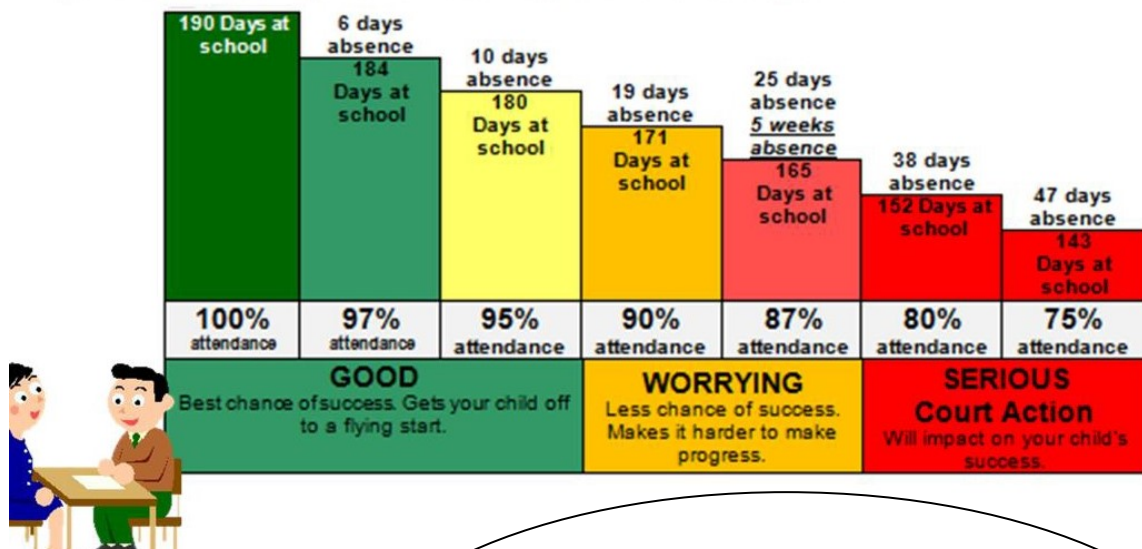 190 Days at
school
6 days
absence
184
Days at
school
10 days
absence
180
Days at
school
19 days
absence
171
Days at
school
25 days
absence
5 weeks
absence
165
Days at
school
38 days
absence
152 Days at
school
47 days
absence
143
Days at
school
100%
attendance
97%
attendance
95%
attendance
90%
attendance
87%
attendance
80%
attendance
75%
attendance
GOOD
Best chance of success. Gets your child off
to a flying start.
WORRYING
Less chance of success.
Makes it harder to make
progress.
SERIOUS
Court Action
Will impact on your child's
success.